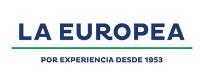 LA EUROPEA
POR EXPERIENCIA DESDE 1953